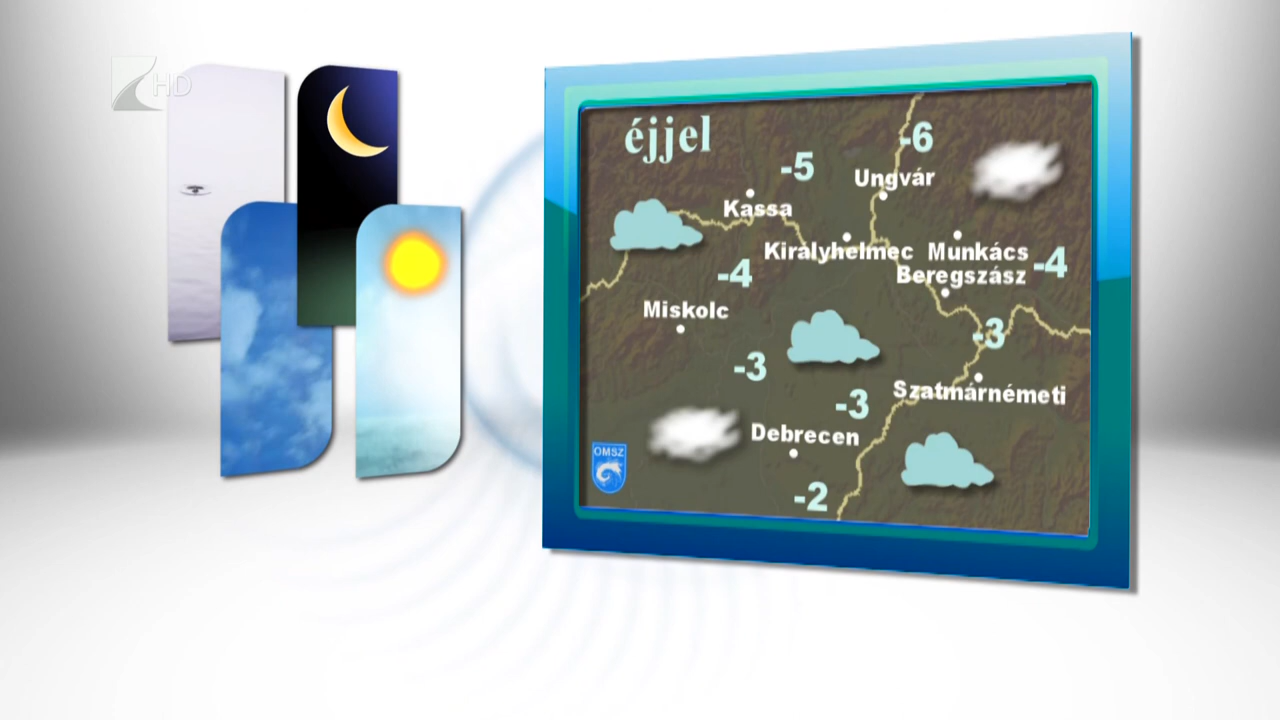 HD
éjjel
-6
-5
Ungvár
Kassa
Királyhelmec
Munkács
-4
Beregszász
-4
Miskolc
-3
-3
-3
Szatmárnémeti
Debrecen
OMSZ
-2